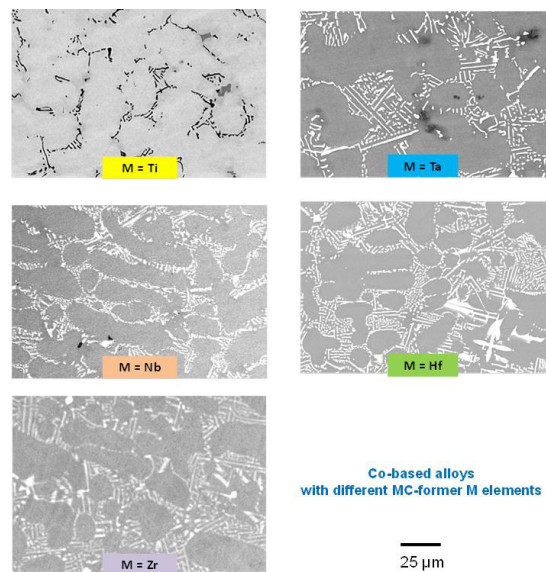 M = Ti
M = Ta
M = Nb
M = Hf
M = Zr
Co-based alloys
with different MC-former M elements
25 µm